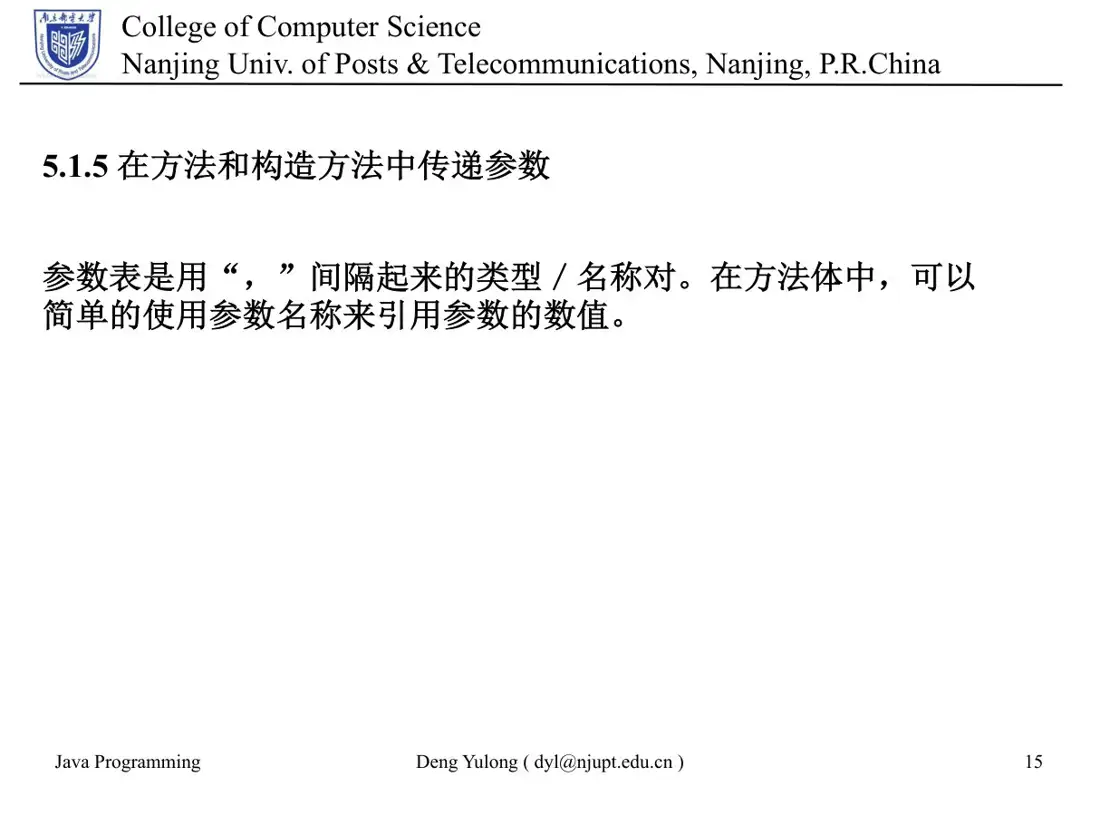 College of Computer Science
Nanjing Univ. of Posts & Telecommunications, Nanjing, P.R.China
5.1.5 在方法和构造方法中传递参数
参数表是用“，”间隔起来的类型／名称对。在方法体中，可以
简单的使用参数名称来引用参数的数值。
Java Programming
Deng Yulong ( dyl@njupt.edu.cn )
15